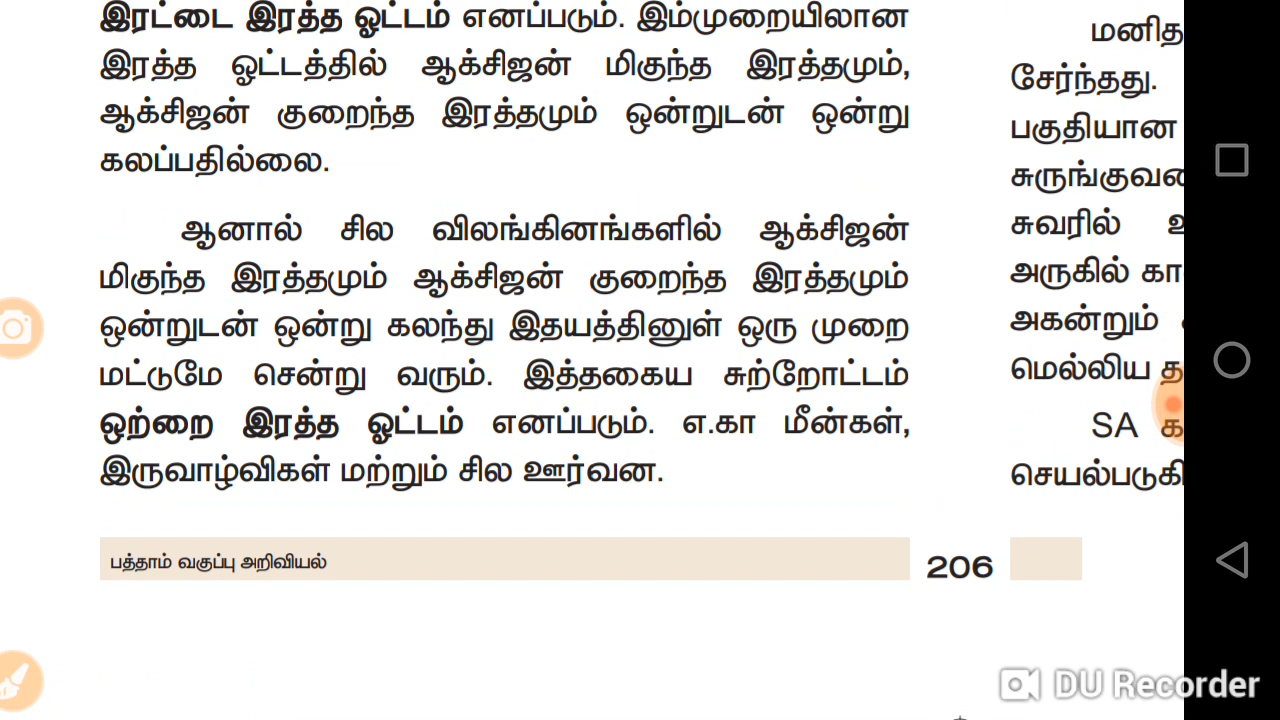 இரட்டை இரத்த ஓட்டம் எனப்படும். இம்முறையிலான
இரத்த ஓட்டத்தில் ஆக்சிஜன் மிகுந்த இரத்தமும்,
ஆக்சிஜன் குறைந்த இரத்தமும் ஒன்றுடன் ஒன்று
கலப்பதில்லை.
ஆனால் சில விலங்கினங்களில் ஆக்சிஜன்
மிகுந்த இரத்தமும் ஆக்சிஜன் குறைந்த இரத்தமும்
ஒன்றுடன் ஒன்று கலந்து இதயத்தினுள் ஒரு முறை
மட்டுமே சென்று வரும். இத்தகைய சுற்றோட்டம்
ஒற்றை இரத்த ஓட்டம் எனப்படும். எ.கா மீன்கள்,
இருவாழ்விகள் மற்றும் சில ஊர்வன.
பத்தாம் வகுப்பு அறிவியல்
206
மனித
சேர்ந்தது.
பகுதியான
சுவரில்
அருகில்
அகன்றும்
மெல்லிய
SA
DU Recorder